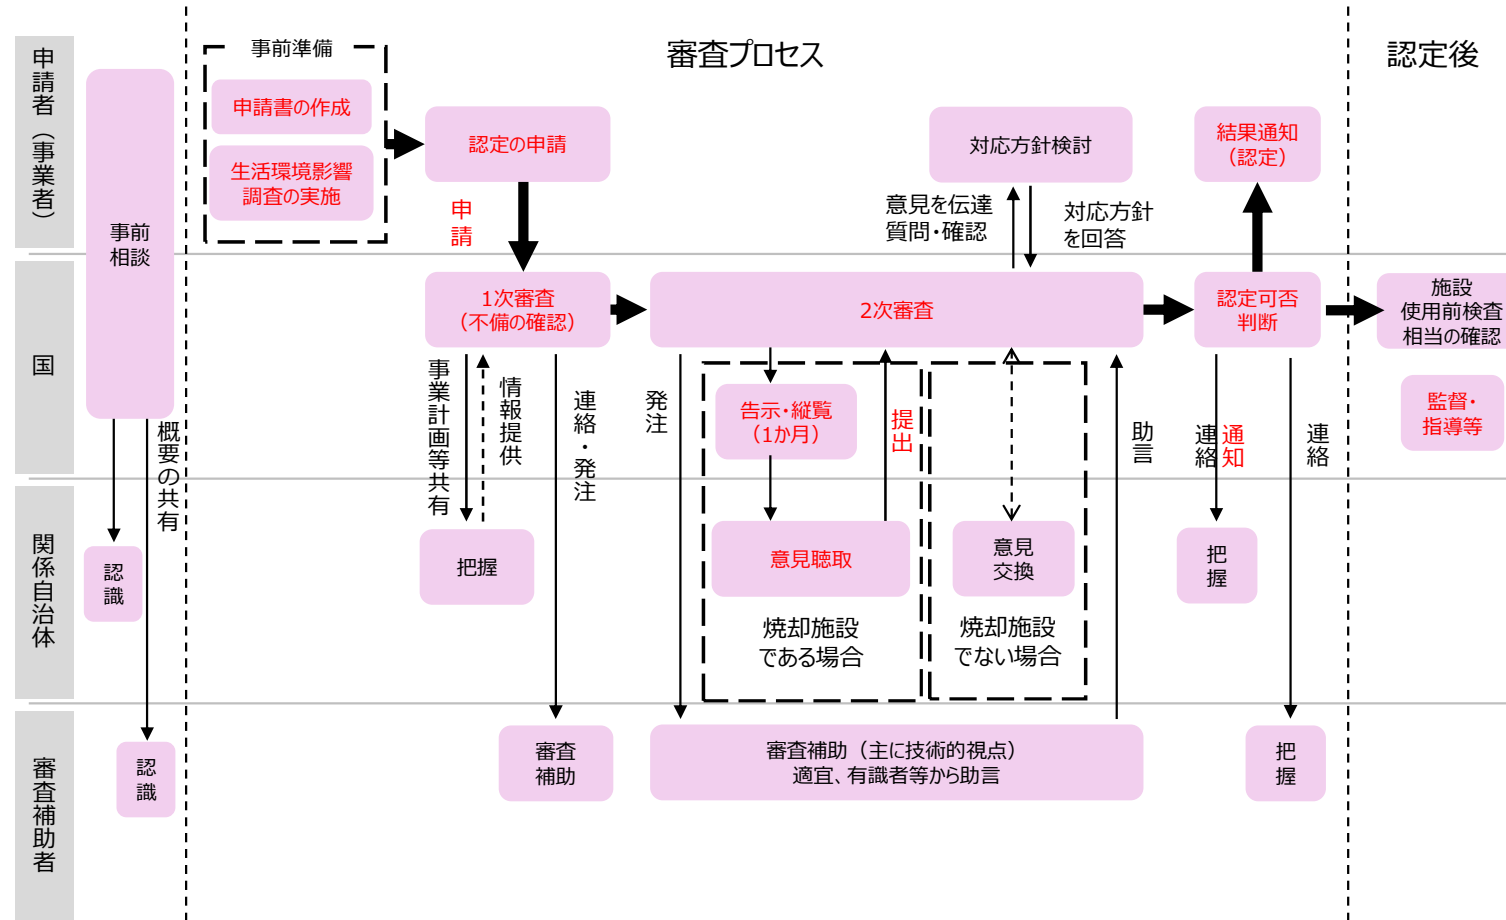 審査プロセス
認定後
申請者（事業者）
国
関係自治体
審査補助者
事前
相談
概要の共有
認識
認識
事前準備
申請書の作成
生活環境影響
調査の実施
認定の申請
申請
1次審査
（不備の確認）
事業計画等共有
情報提供
連絡・発注
把握
審査
補助
対応方針検討
意見を伝達
質問・確認
対応方針
を回答
2次審査
発注
告示・縦覧
（1か月）
提出
意見聴取
焼却施設
である場合
意見
交換
焼却施設
でない場合
助言
審査補助（主に技術的視点）
適宜、有識者等から助言
結果通知
（認定）
認定可否
判断
連絡
通知
連絡
把握
把握
施設
使用前検査
相当の確認
監督・
指導等